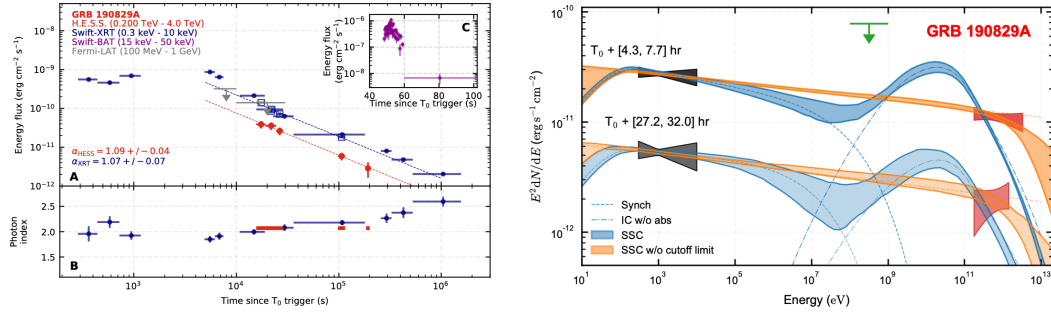 GRB 190829A
H.E.S.S. (0.200 TeV - 4.0 TeV)
Swift-XRT (0.3 keV - 10 keV)
Swift-BAT (15 keV - 50 keV)
Fermi-LAT (100 MeV - 1 GeV)
A
Energy flux (erg cm⁻² s⁻¹)
10⁻⁸
10⁻⁹
10⁻¹⁰
10⁻¹¹
10⁻¹²
α_HESS = 1.09 +/− 0.04
α_XRT = 1.07 +/− 0.07
A
C
Energy flux (erg cm⁻² s⁻¹)
10⁻⁶
10⁻⁷
10⁻⁸
40 60 80 100
Time since T₀ trigger (s)
B
Photon index
2.5
2.0
1.5
10³ 10⁴ 10⁵ 10⁶
Time since T₀ trigger (s)
GRB 190829A
T₀ + [4.3, 7.7] hr
T₀ + [27.2, 32.0] hr
E²dN/dE (erg s⁻¹ cm⁻²)
10⁻¹⁰
10⁻¹¹
10⁻¹²
Synch
IC w/o abs
SSC
SSC w/o cutoff limit
10¹ 10³ 10⁵ 10⁷ 10⁹ 10¹¹ 10¹³
Energy (eV)